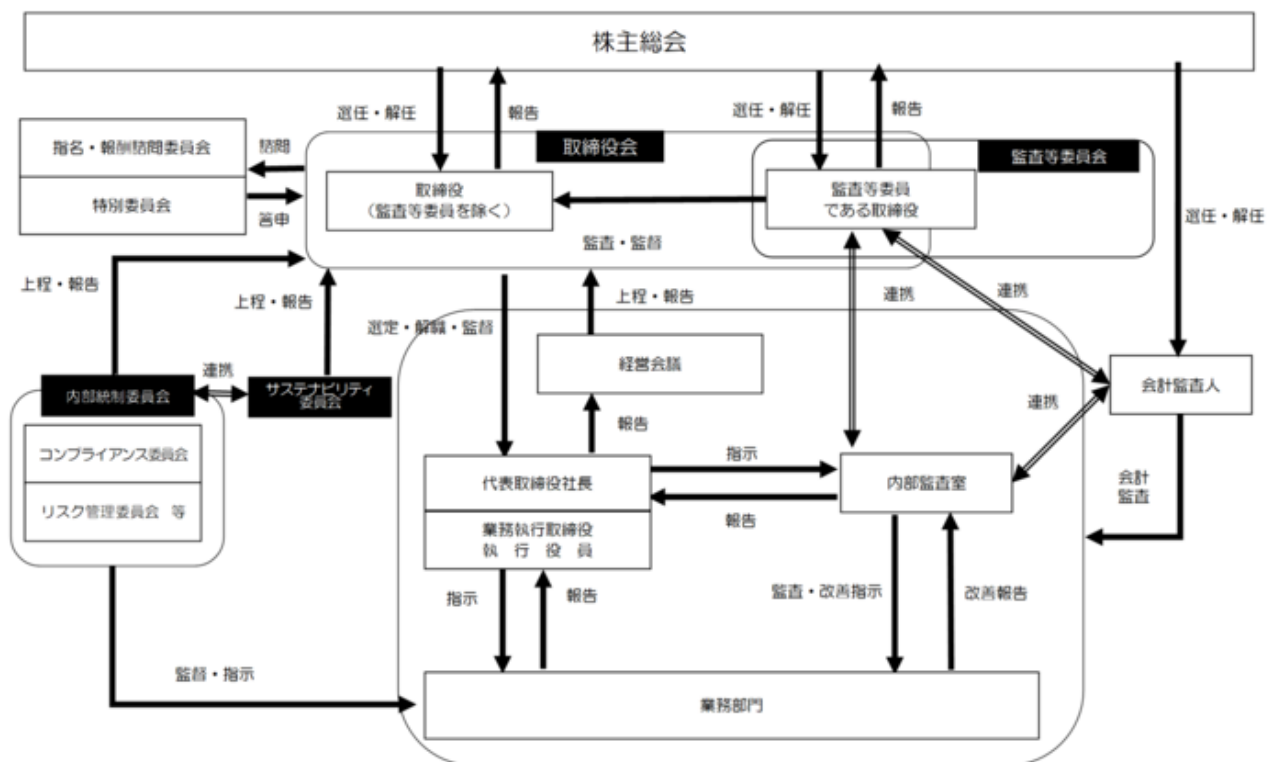 株主総会
選任・解任
報告
選任・解任
報告
選任・解任
指名・報酬諮問委員会
特別委員会
諮問
答申
取締役会
監査等委員会
取締役
(監査等委員を除く)
監査等委員
である取締役
監査・監督
上程・報告
上程・報告
選定・解職・監督
上程・報告
連携
連携
連携
経営会議
会計監査人
内部統制委員会
連携
サステナビリティ
委員会
コンプライアンス委員会
リスク管理委員会 等
報告
代表取締役社長
業務執行取締役
執 行 役 員
指示
報告
内部監査室
会計
監査
指示
報告
監査・改善指示
改善報告
監督・指示
業務部門